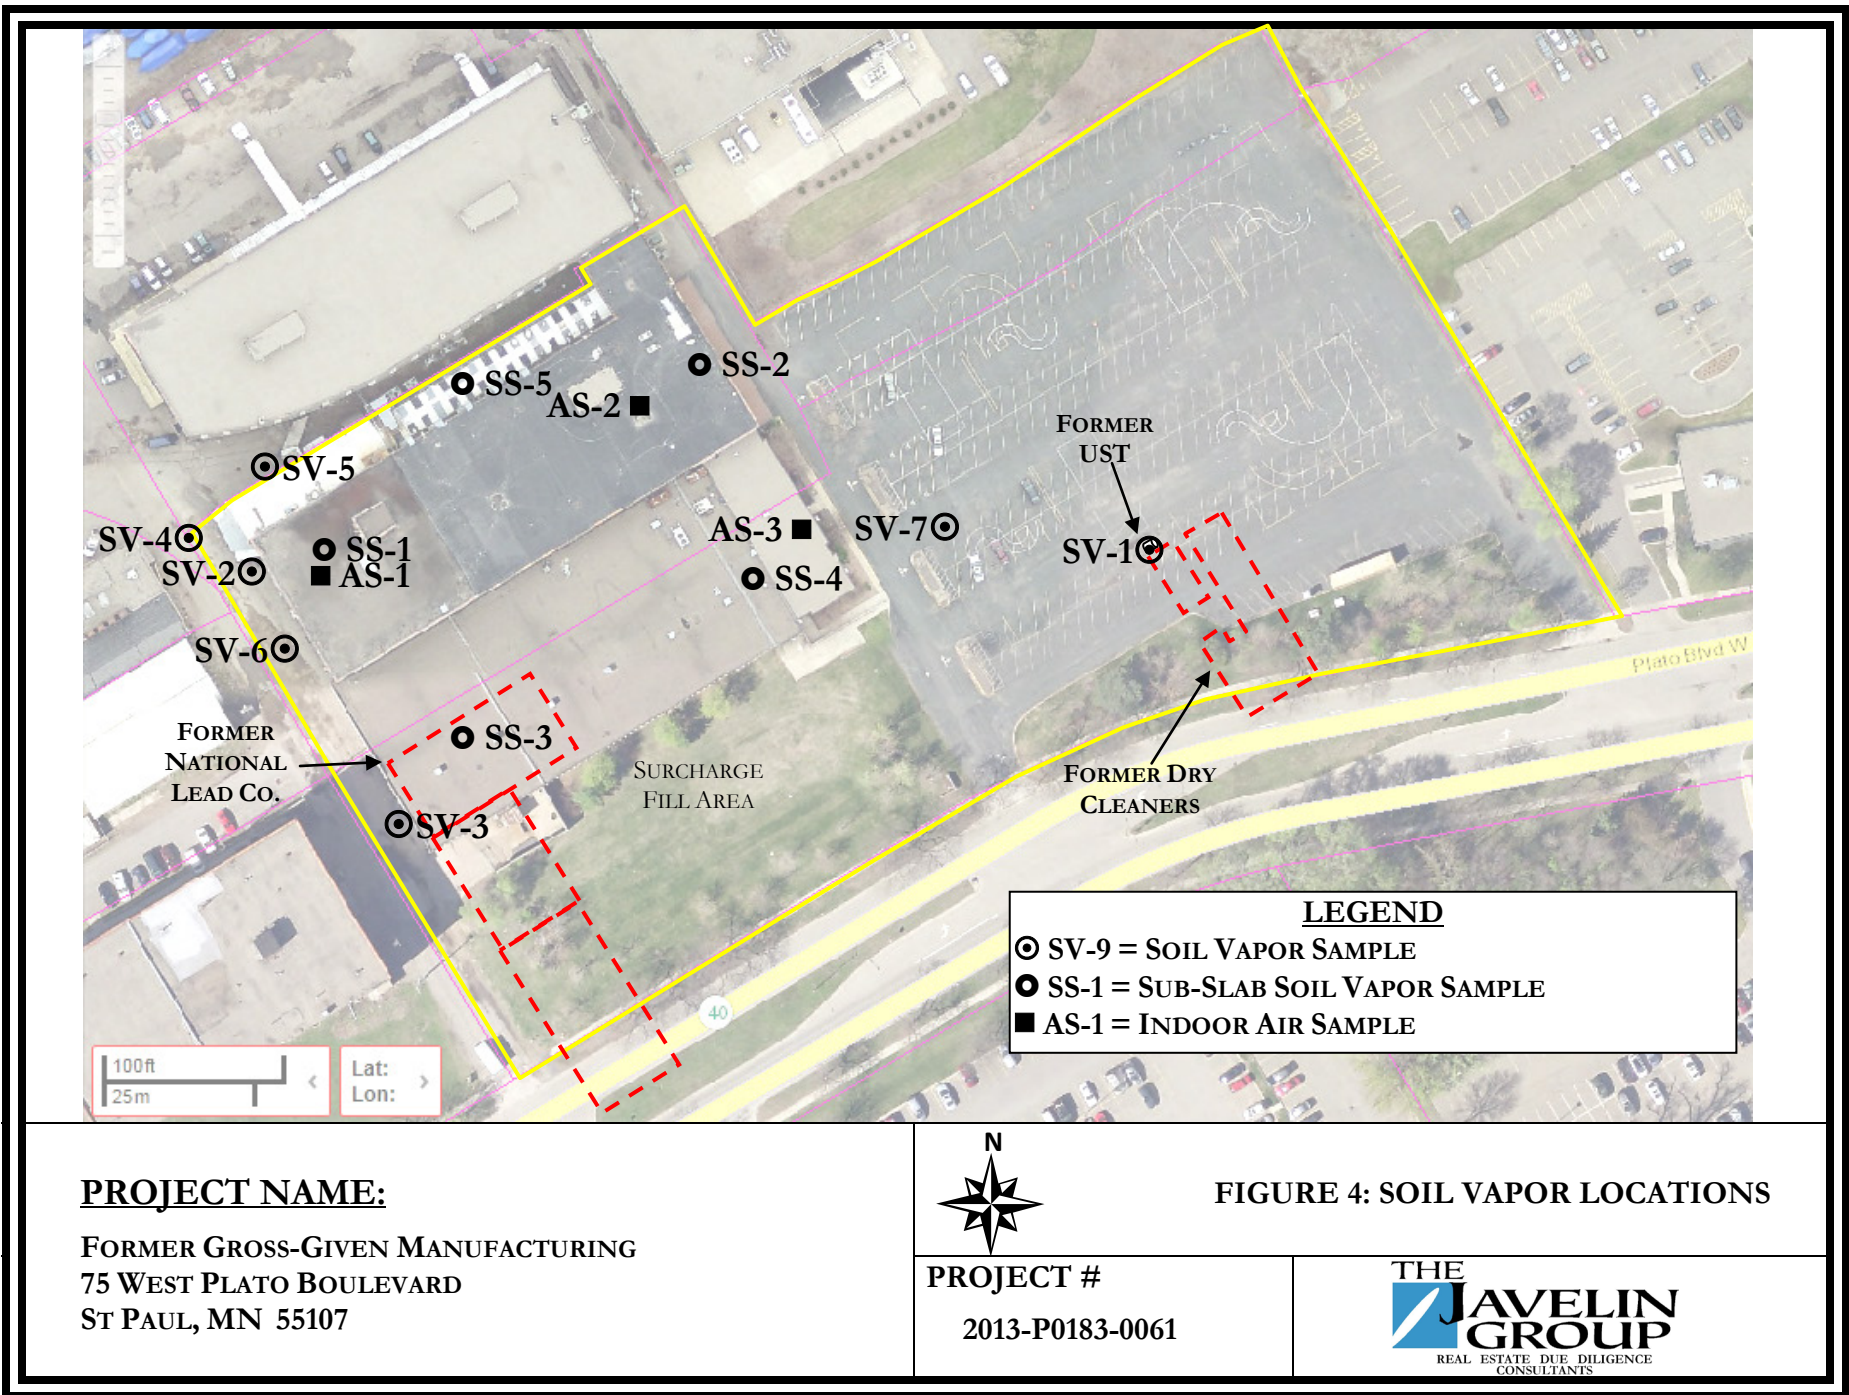 SS-2
SS-5
AS-2
FORMER
UST
SV-5
SV-4
SS-1
SV-2
AS-1
AS-3
SV-7
SV-1
SS-4
SV-6
Plato Blvd W
FORMER
NATIONAL
LEAD CO.
SS-3
SURCHARGE
FILL AREA
FORMER DRY
CLEANERS
SV-3
LEGEND
SV-9 = SOIL VAPOR SAMPLE
SS-1 = SUB-SLAB SOIL VAPOR SAMPLE
AS-1 = INDOOR AIR SAMPLE
40
100ft
25m
Lat:
Lon:
PROJECT NAME:
FORMER GROSS-GIVEN MANUFACTURING
75 WEST PLATO BOULEVARD
ST PAUL, MN 55107
N
FIGURE 4: SOIL VAPOR LOCATIONS
PROJECT #
2013-P0183-0061
THE
JAVELIN
GROUP
REAL ESTATE DUE DILIGENCE
CONSULTANTS